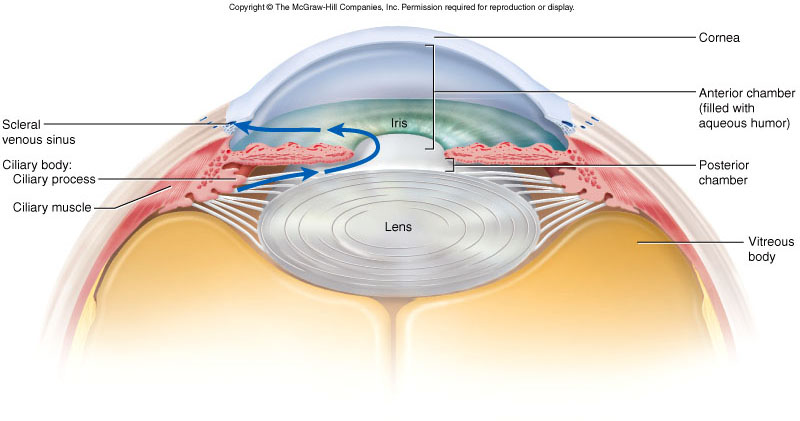 Copyright © The McGraw-Hill Companies, Inc. Permission required for reproduction or display.
Cornea
Anterior chamber
(filled with
aqueous humor)
Iris
Scleral
venous sinus
Ciliary body:
Ciliary process
Ciliary muscle
Posterior
chamber
Lens
Vitreous
body